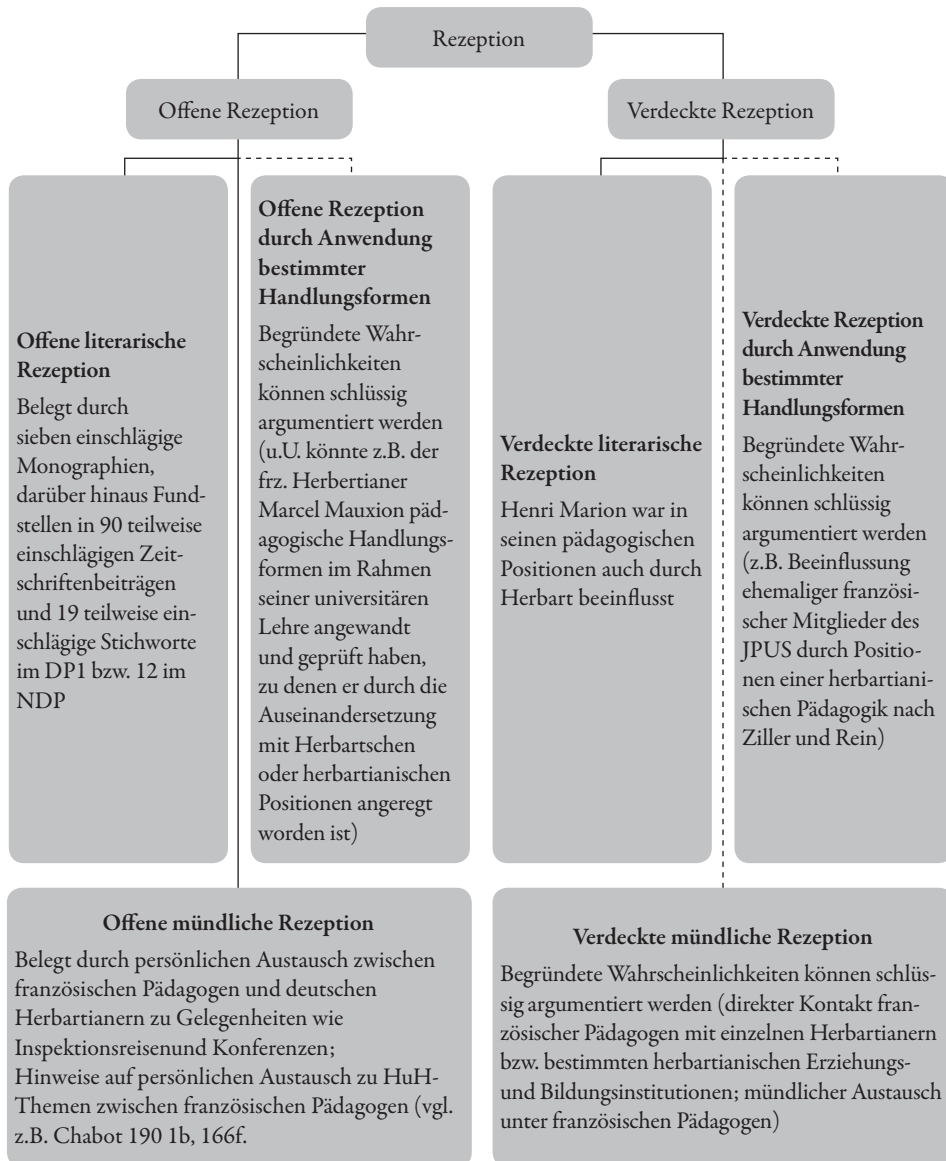 Rezeption
Offene Rezeption
Verdeckte Rezeption
Offene literarische
Rezeption
Belegt durch
sieben einschlägige
Monographien,
darüber hinaus Fund-
stellen in 90 teilweise
einschlägigen Zeit-
schriftenbeiträgen
und 19 teilweise ein-
schlägige Stichworte
im DP1 bzw. 12 im
NDP
Offene Rezeption
durch Anwendung
bestimmter
Handlungsformen
Begründete Wahr-
scheinlichkeiten
können schlüssig
argumentiert werden
(u.U. könnte z.B. der
frz. Herbertianer
Marcel Mauxion päd-
agogische Handlungs-
formen im Rahmen
seiner universitären
Lehre angewandt
und geprüft haben,
zu denen er durch die
Auseinandersetzung
mit Herbartschen
oder herbartianischen
Positionen angeregt
worden ist)
Verdeckte literarische
Rezeption
Henri Marion war in
seinen pädagogischen
Positionen auch durch
Herbart beeinflusst
Verdeckte Rezeption
durch Anwendung
bestimmter
Handlungsformen
Begründete Wahr-
scheinlichkeiten
können schlüssig
argumentiert werden
(z.B. Beeinflussung
ehemaliger französi-
scher Mitglieder des
JPUS durch Positio-
nen einer herbartiani-
schen Pädagogik nach
Ziller und Rein)
Offene mündliche Rezeption
Belegt durch persönlichen Austausch zwischen
französischen Pädagogen und deutschen
Herbartianern zu Gelegenheiten wie
Inspektionsreisenund Konferenzen;
Hinweise auf persönlichen Austausch zu HuH-
Themen zwischen französischen Pädagogen (vgl.
z.B. Chabot 190 1b, 166f.
Verdeckte mündliche Rezeption
Begründete Wahrscheinlichkeiten können schlüs-
sig argumentiert werden (direkter Kontakt fran-
zösischer Pädagogen mit einzelnen Herbartianern
bzw. bestimmten herbartianischen Erziehungs-
und Bildungsinstitutionen; mündlicher Austausch
unter französischen Pädagogen)